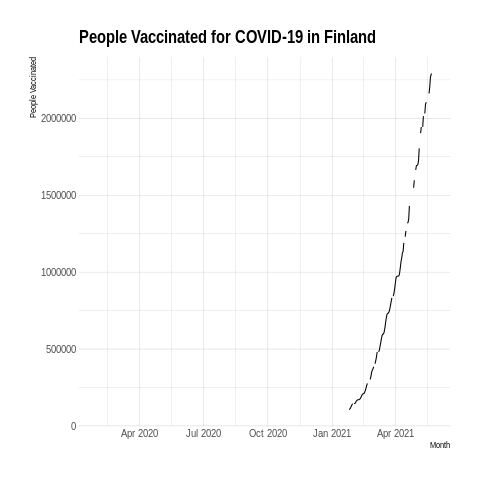 People Vaccinated for COVID-19 in Finland
People Vaccinated
2000000
1500000
1000000
500000
0
Apr 2020 Jul 2020 Oct 2020 Jan 2021 Apr 2021
Month